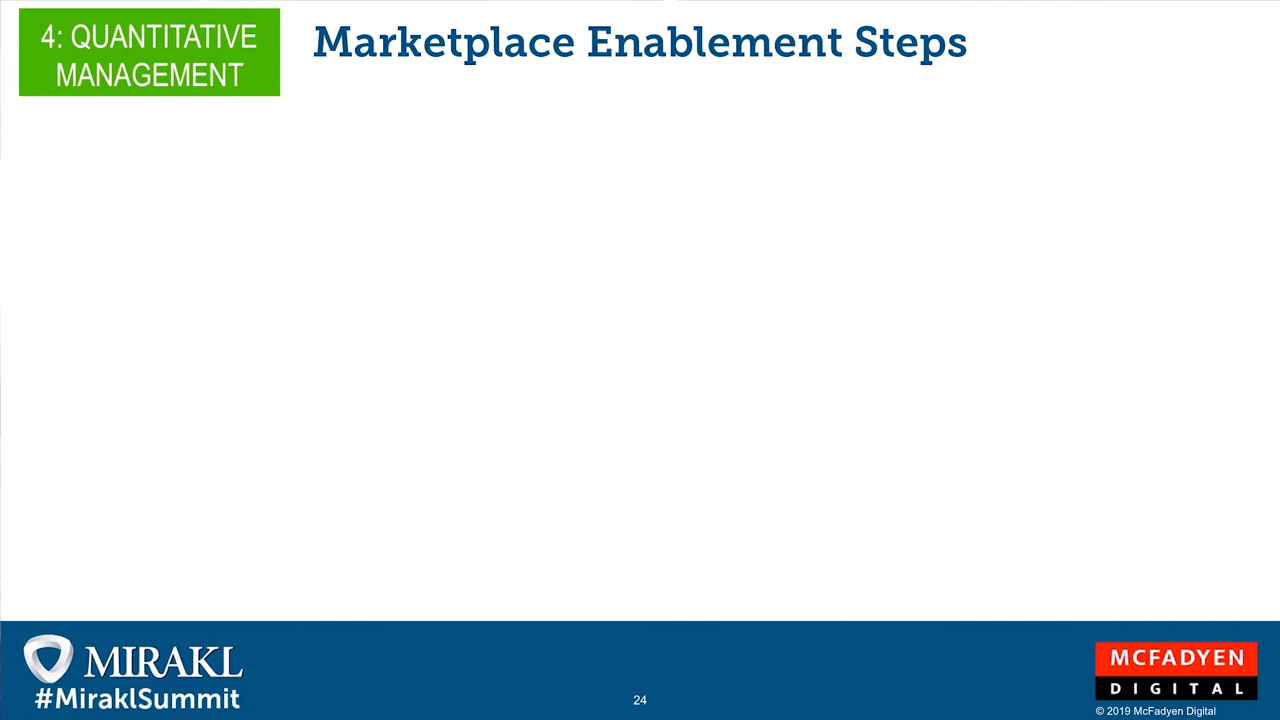 4: QUANTITATIVE
MANAGEMENT
Marketplace Enablement Steps
MIRAKL
#MiraklSummit
24
MCFADYEN
DIGITAL
© 2019 McFadyen Digital